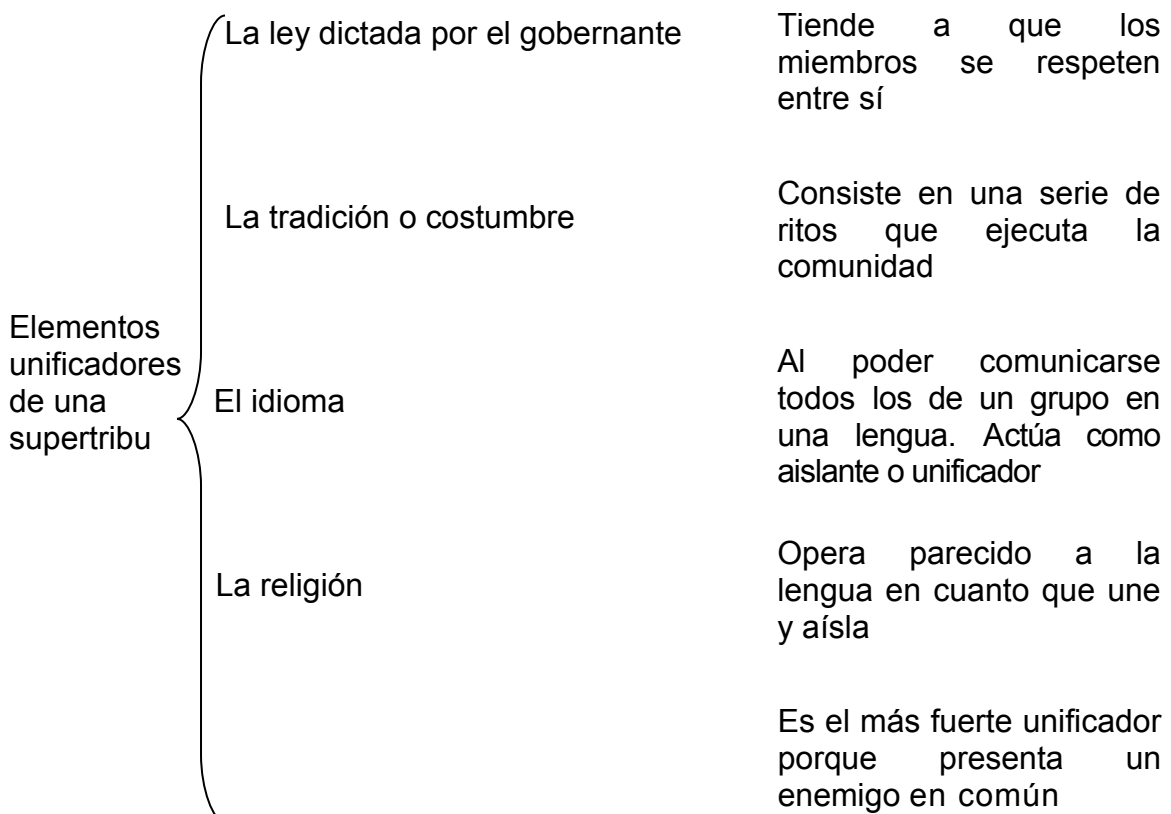 La ley dictada por el gobernante
Tiende a que los
miembros se respeten
entre sí
La tradición o costumbre
Consiste en una serie de
ritos que ejecuta la
comunidad
Elementos
unificadores
de una
supertribu
El idioma
Al poder comunicarse
todos los de un grupo en
una lengua. Actúa como
aislante o unificador
La religión
Opera parecido a la
lengua en cuanto que une
y aísla
Es el más fuerte unificador
porque presenta un
enemigo en común